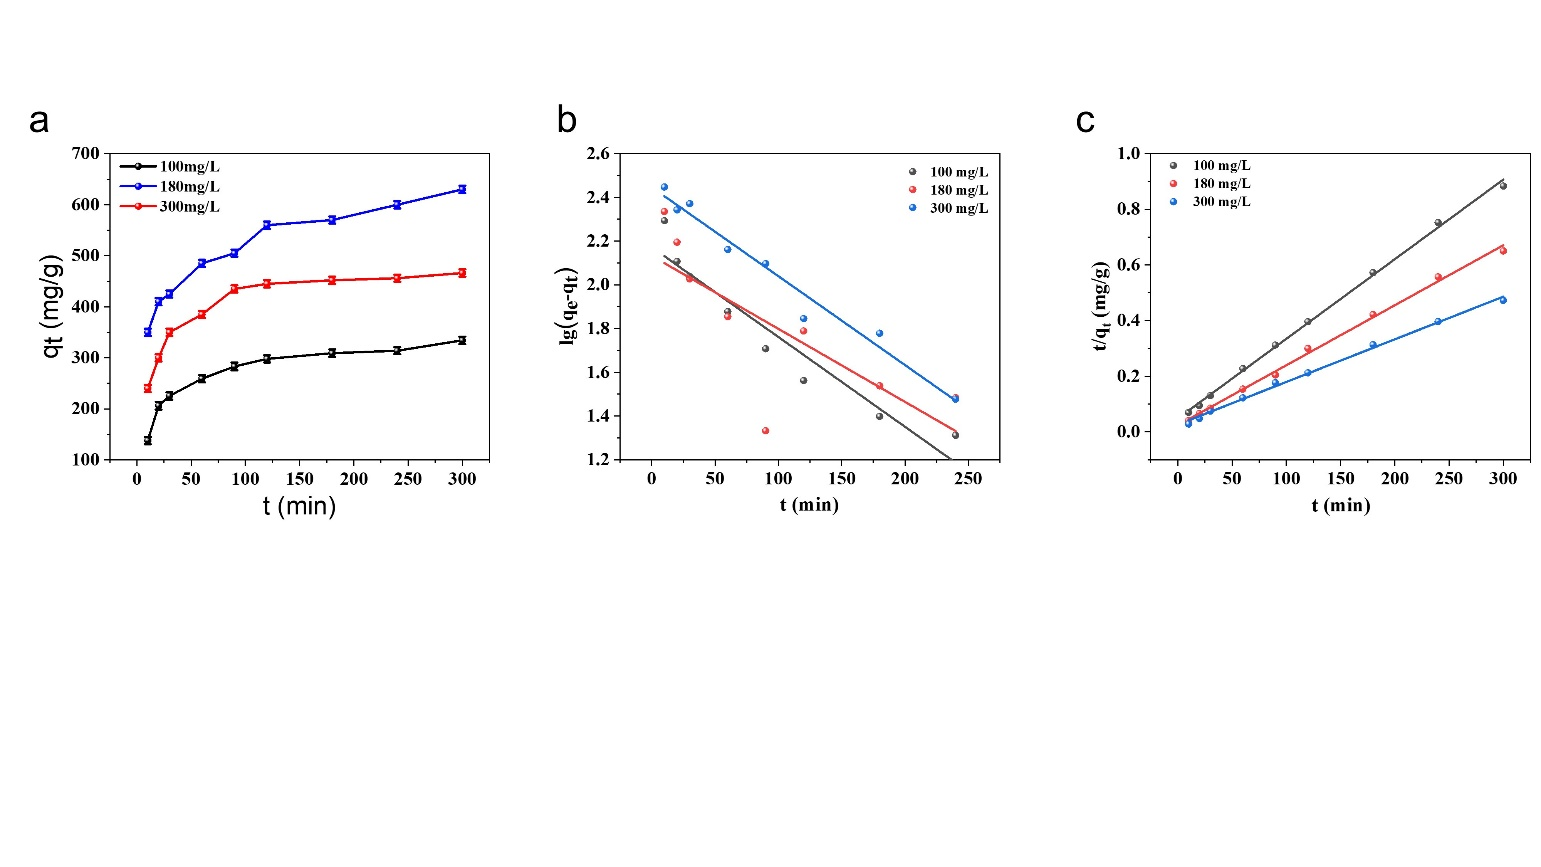 a
700
600
500
400
300
200
100
0 50 100 150 200 250 300
qt (mg/g)
t (min)
100mg/L
180mg/L
300mg/L
b
2.6
2.4
2.2
2.0
1.8
1.6
1.4
1.2
0 50 100 150 200 250
lg(qe-qt)
t (min)
100 mg/L
180 mg/L
300 mg/L
c
1.0
0.8
0.6
0.4
0.2
0.0
0 50 100 150 200 250 300
t/qt (mg/g)
t (min)
100 mg/L
180 mg/L
300 mg/L